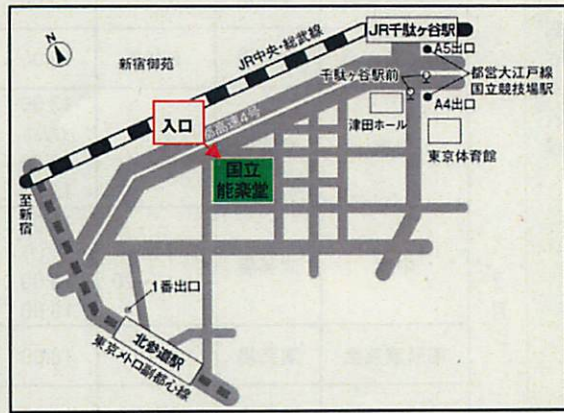 JR千駄ヶ谷駅
N
A5出口
JR中央・総武線
新宿御苑
都営大江戸線
国立競技場駅
千駄ヶ谷駅前
A4出口
入口
高速4号
津田ホール
東京体育館
国立
能楽堂
至新宿
1番出口
北参道駅
東京メトロ副都心線